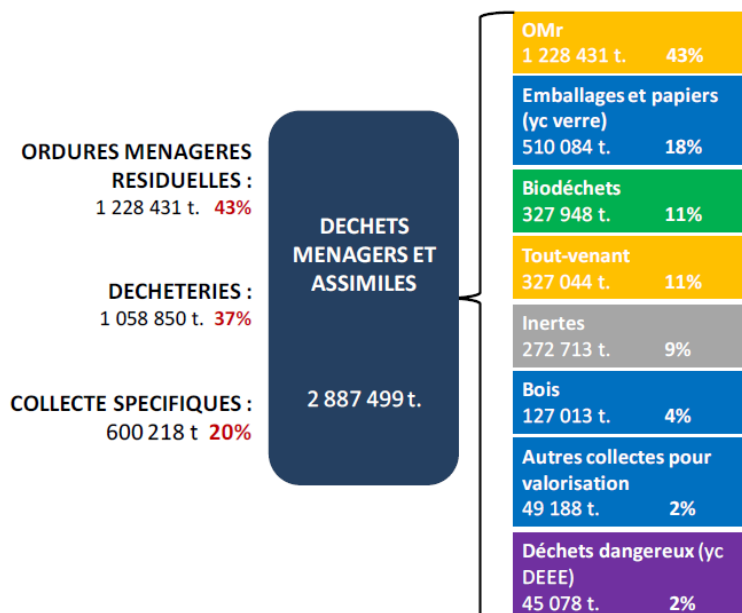 ORDURES MENAGERES
RESIDUELLES :
1 228 431 t. 43%
DECHETERIES :
1 058 850 t. 37%
COLLECTE SPECIFIQUES :
600 218 t 20%
DECHETS
MENAGERS ET
ASSIMILES
2 887 499 t.
OMr
1 228 431 t. 43%
Emballages et papiers
(yc verre)
510 084 t. 18%
Biodéchets
327 948 t. 11%
Tout-venant
327 044 t. 11%
Inertes
272 713 t. 9%
Bois
127 013 t. 4%
Autres collectes pour
valorisation
49 188 t. 2%
Déchets dangereux (yc
DEEE)
45 078 t. 2%